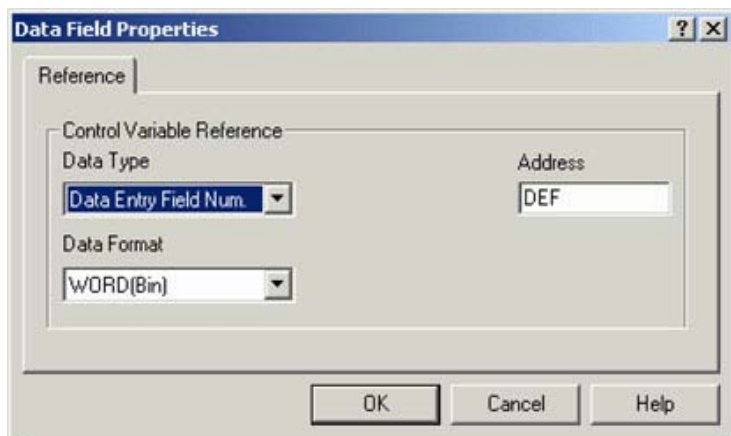 Data Field Properties
? X
Reference
Control Variable Reference
Data Type
Address
Data Entry Field Num.
DEF
Data Format
WORD(Bin)
OK Cancel Help